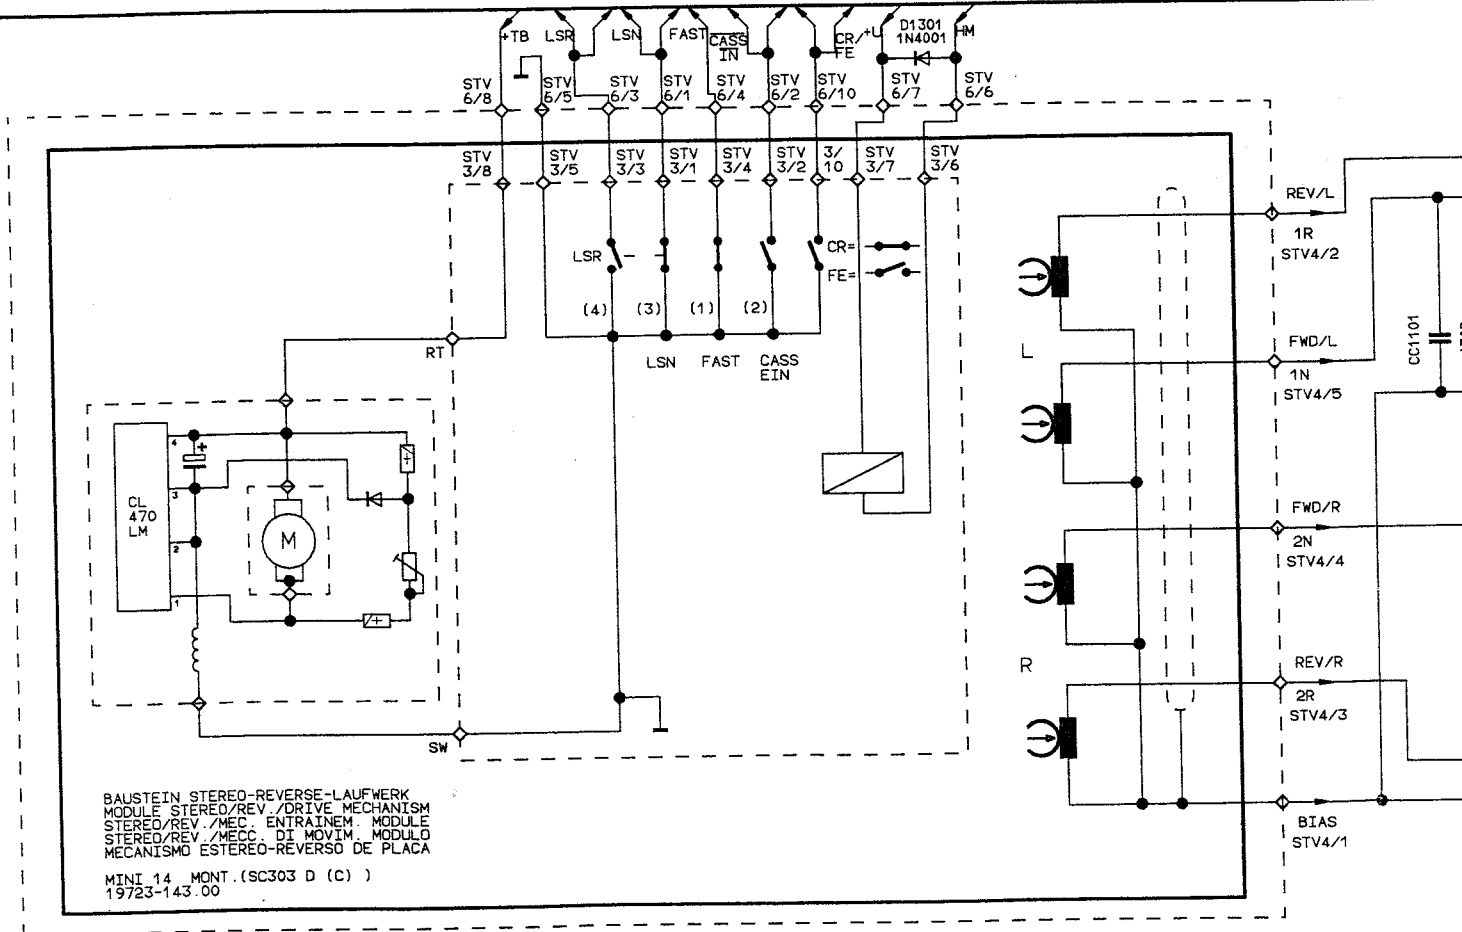 +TB
LSR
LSN
FAST
CASS
IN
CR/
FE
+U
D1301
1N4001
HM
STV
6/8
STV
6/5
STV
6/3
STV
6/1
STV
6/4
STV
6/2
STV
6/10
STV
6/7
STV
6/6
STV
3/8
STV
3/5
STV
3/3
STV
3/1
STV
3/4
STV
3/2
3/
10
STV
3/7
STV
3/6
LSR
CR=
FE=
(4)
(3)
(1)
(2)
LSN
FAST
CASS
EIN
RT
CL
470
LM
4
3
2
1
+
+
+
M
SW
L
R
REV/L
1R
STV4/2
FWD/L
1N
STV4/5
CC1101
FWD/R
2N
STV4/4
REV/R
2R
STV4/3
BIAS
STV4/1
BAUSTEIN STEREO-REVERSE-LAUFWERK
MODULE STEREO/REV./DRIVE MECHANISM
STEREO/REV./MEC. ENTRAINEM. MODULE
STEREO/REV./MECC. DI MOVIM. MODULO
MECANISMO ESTEREO-REVERSO DE PLACA
MINI 14 MONT.(SC303 D (C) )
19723-143.00